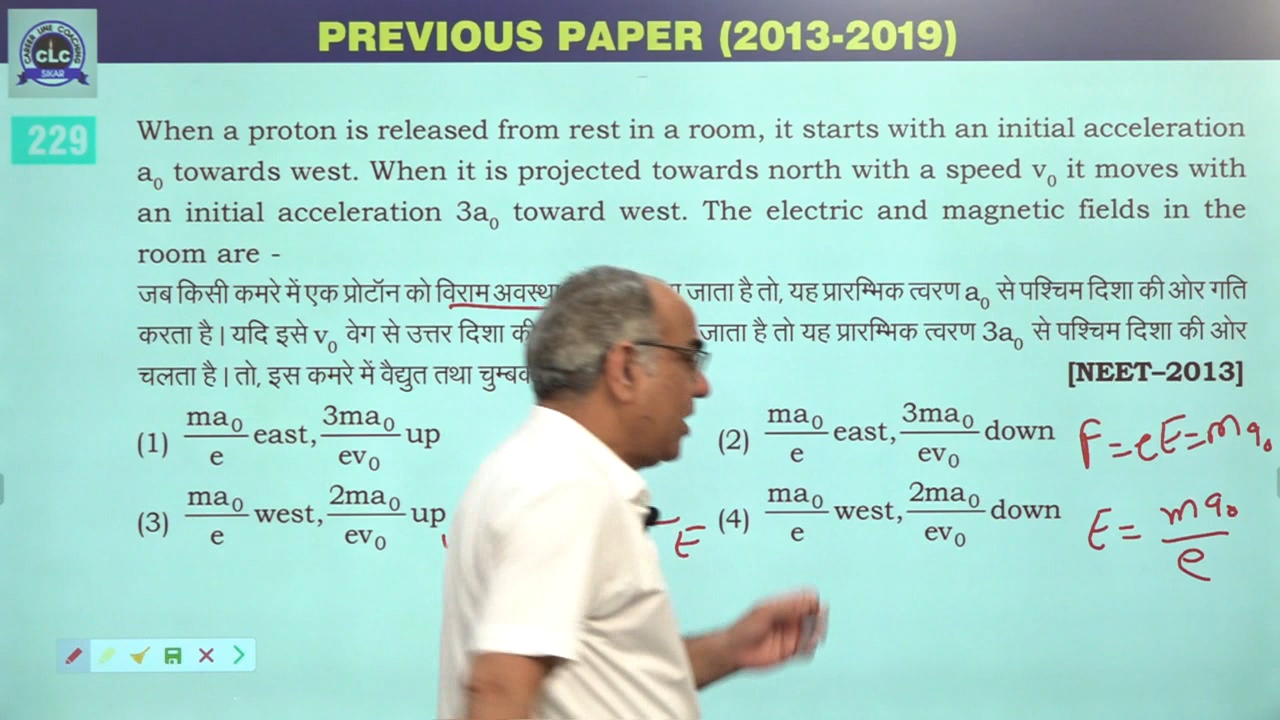 PREVIOUS PAPER (2013-2019)
CAREER LINE COACHING
CLC
SIKAR
229
When a proton is released from rest in a room, it starts with an initial acceleration
a₀ towards west. When it is projected towards north with a speed v₀ it moves with
an initial acceleration 3a₀ toward west. The electric and magnetic fields in the
room are -
जब किसी कमरे में एक प्रोटॉन को विराम अवस्था जाता है तो, यह प्रारम्भिक त्वरण a₀ से पश्चिम दिशा की ओर गति
करता है। यदि इसे v₀ वेग से उत्तर दिशा की जाता है तो यह प्रारम्भिक त्वरण 3a₀ से पश्चिम दिशा की ओर
चलता है। तो, इस कमरे में वैद्युत तथा [NEET–2013]
(1) ma₀/e east, 3ma₀/ev₀ up (2) ma₀/e east, 3ma₀/ev₀ down
F=eE=ma₀
(3) ma₀/e west, 2ma₀/ev₀ up (4) ma₀/e west, 2ma₀/ev₀ down
E
E = ma₀/e